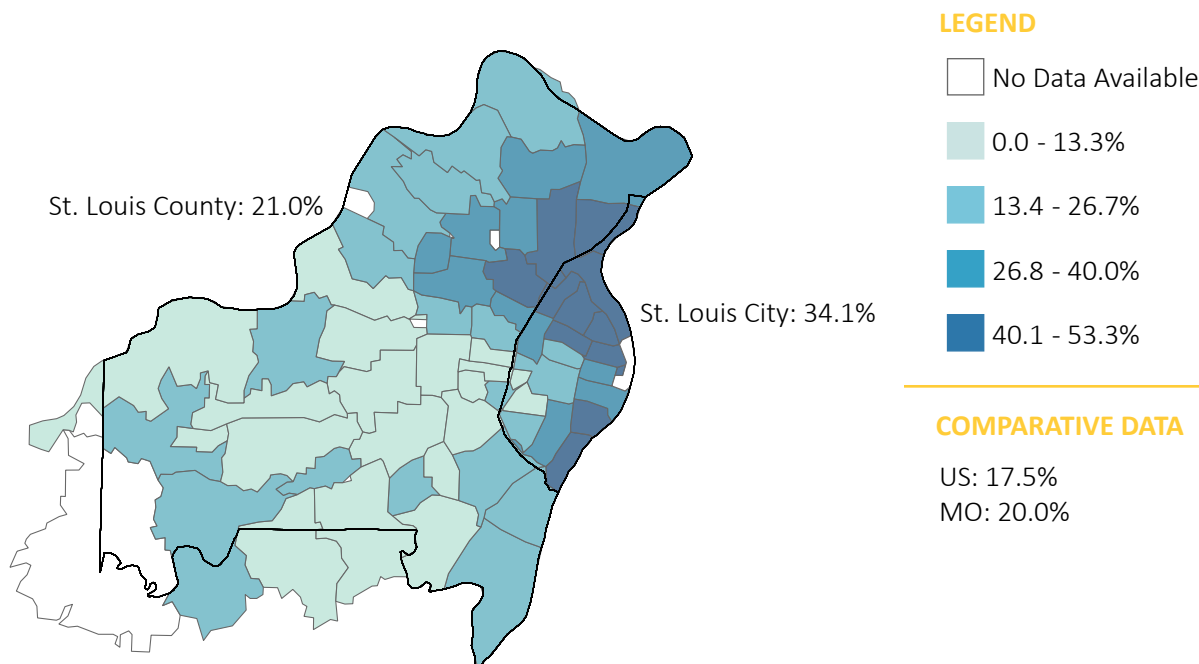 LEGEND
No Data Available
0.0 - 13.3%
St. Louis County: 21.0%
13.4 - 26.7%
26.8 - 40.0%
St. Louis City: 34.1%
40.1 - 53.3%
COMPARATIVE DATA
US: 17.5%
MO: 20.0%